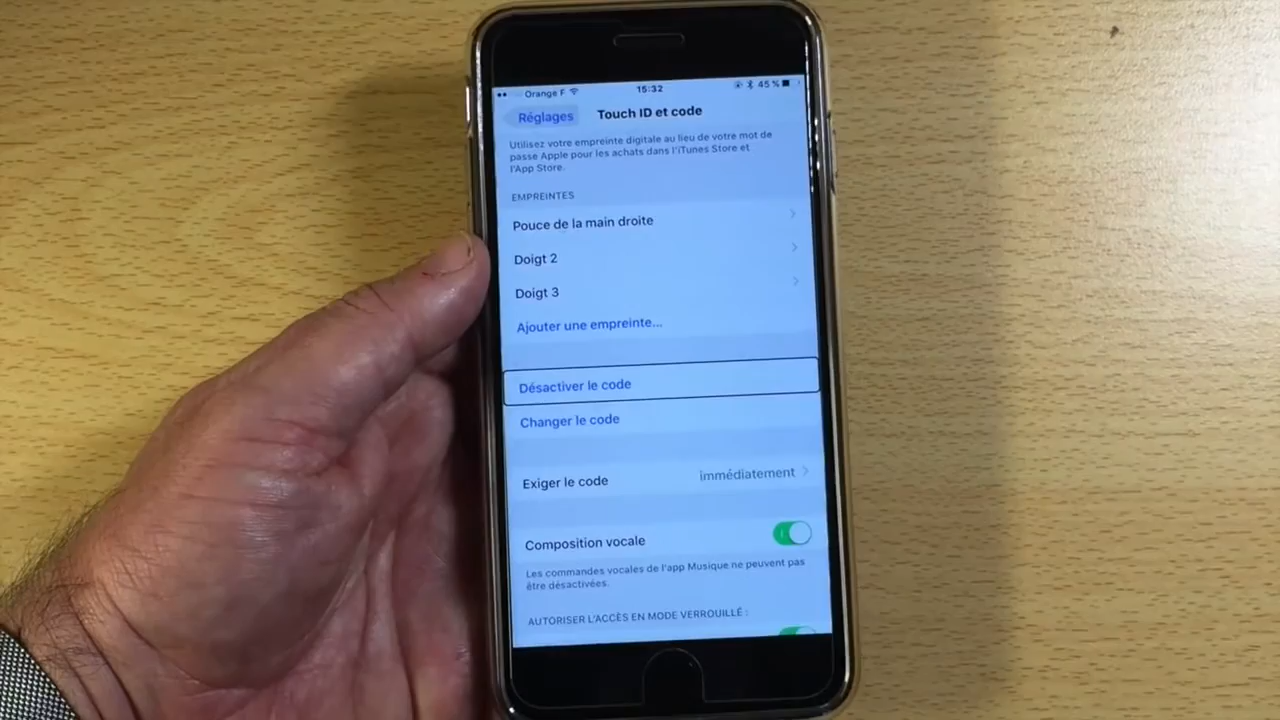 Orange F 15:32 45 %
Réglages Touch ID et code
Utilisez votre empreinte digitale au lieu de votre mot de
passe Apple pour les achats dans l'iTunes Store et
l'App Store.
EMPREINTES
Pouce de la main droite
Doigt 2
Doigt 3
Ajouter une empreinte...
Désactiver le code
Changer le code
Exiger le code immédiatement
Composition vocale
Les commandes vocales de l'app Musique ne peuvent pas
être désactivées.
AUTORISER L'ACCÈS EN MODE VERROUILLÉ :